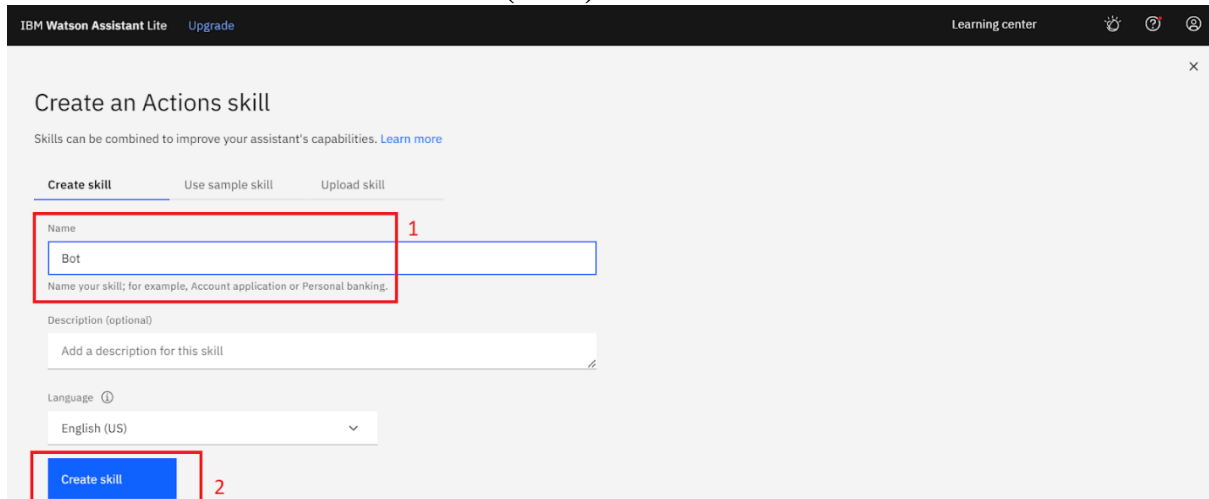 IBM Watson Assistant Lite Upgrade Learning center
Create an Actions skill
Skills can be combined to improve your assistant's capabilities. Learn more
Create skill Use sample skill Upload skill
Name
1
Bot
Name your skill; for example, Account application or Personal banking.
Description (optional)
Add a description for this skill
Language
English (US)
Create skill
2